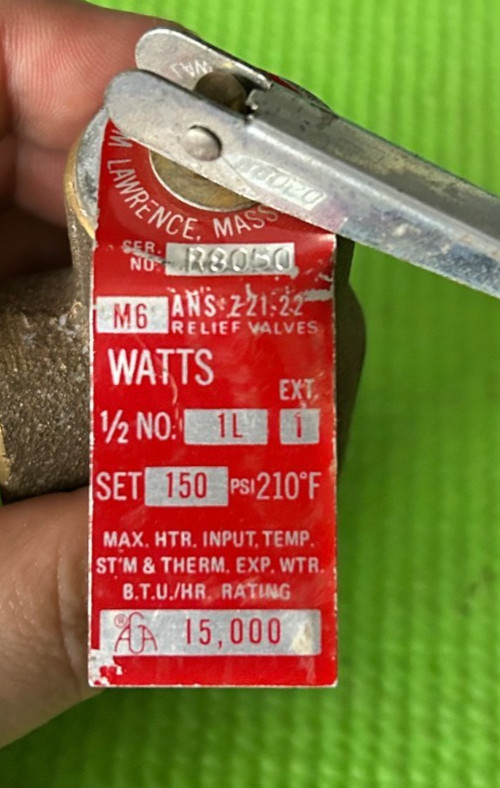 LAWRENCE, MASS
SER.
NO. R8050
M6 ANS Z21.22
RELIEF VALVES
WATTS
EXT.
1/2 NO. 1L 1
SET 150 PSI 210°F
MAX. HTR. INPUT, TEMP.
ST'M & THERM. EXP. WTR.
B.T.U./HR. RATING
® AGA 15,000